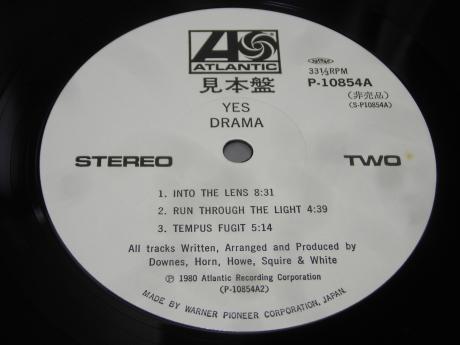 ATLANTIC
見本盤
33⅓RPM
P-10854A
(非売品)
(S-P10854A)
YES
DRAMA
STEREO
TWO
1. INTO THE LENS 8:31
2. RUN THROUGH THE LIGHT 4:39
3. TEMPUS FUGIT 5:14
All tracks Written, Arranged and Produced by
Downes, Horn, Howe, Squire & White
Ⓟ 1980 Atlantic Recording Corporation
(P-10854A2)
MADE BY WARNER PIONEER CORPORATION, JAPAN.